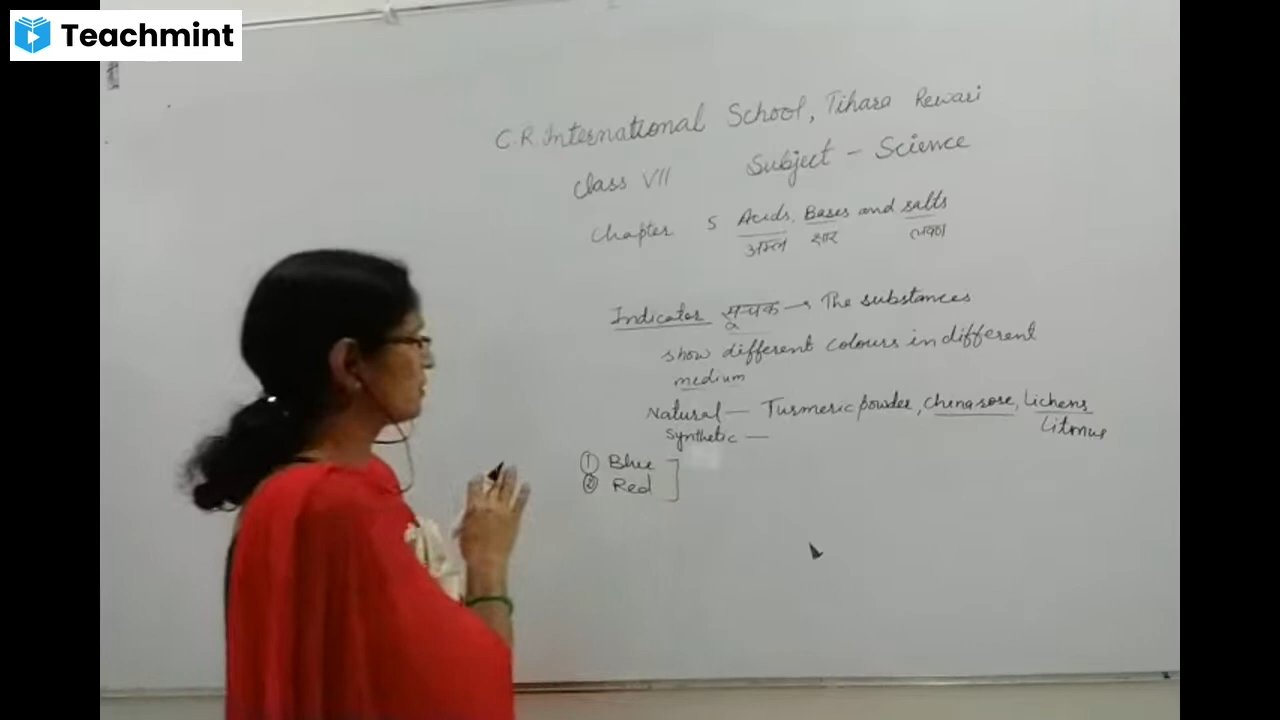 Teachmint
C.R. International School, Tihara Rewari
Class VII Subject - Science
Chapter 5 Acids, Bases and salts
अम्ल क्षार लवण
Indicator सूचक → The substances
show different colours in different
medium
Natural — Turmeric powder, China rose, Lichens
Litmus
Synthetic —
① Blue
② Red